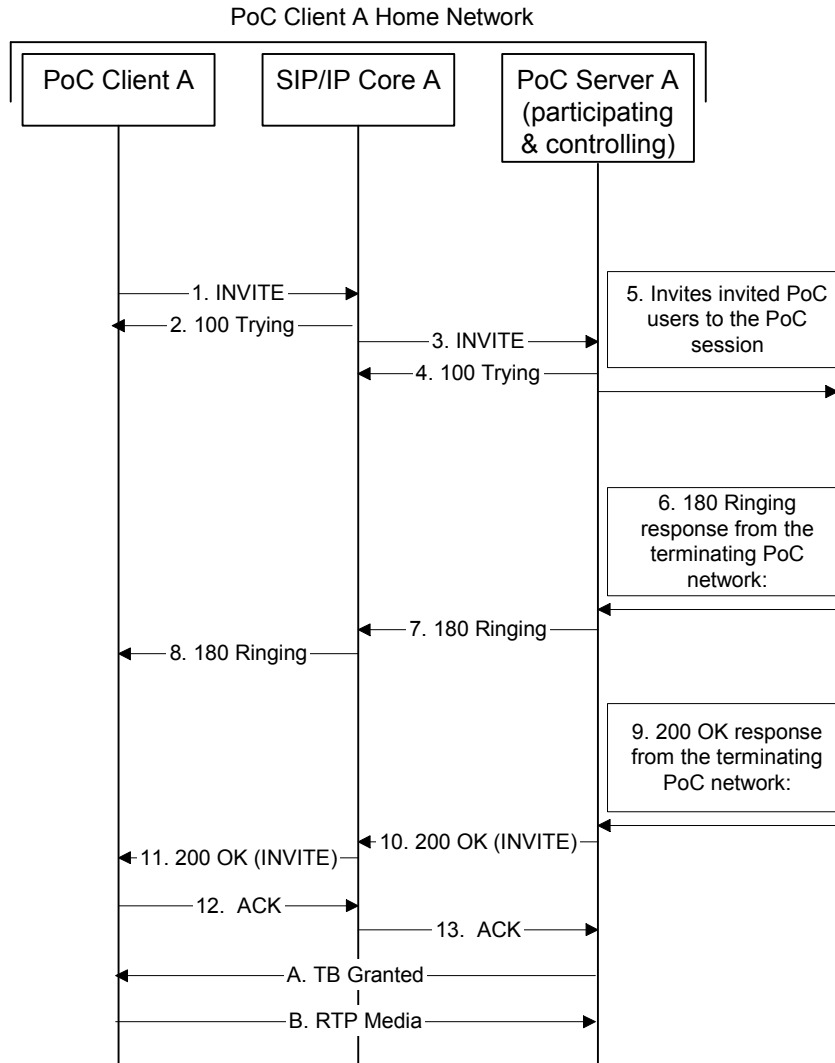 PoC Client A Home Network
PoC Client A
SIP/IP Core A
PoC Server A
(participating
& controlling)
1. INVITE
2. 100 Trying
3. INVITE
4. 100 Trying
5. Invites invited PoC
users to the PoC
session
6. 180 Ringing
response from the
terminating PoC
network:
7. 180 Ringing
8. 180 Ringing
9. 200 OK response
from the terminating
PoC network:
10. 200 OK (INVITE)
11. 200 OK (INVITE)
12. ACK
13. ACK
A. TB Granted
B. RTP Media